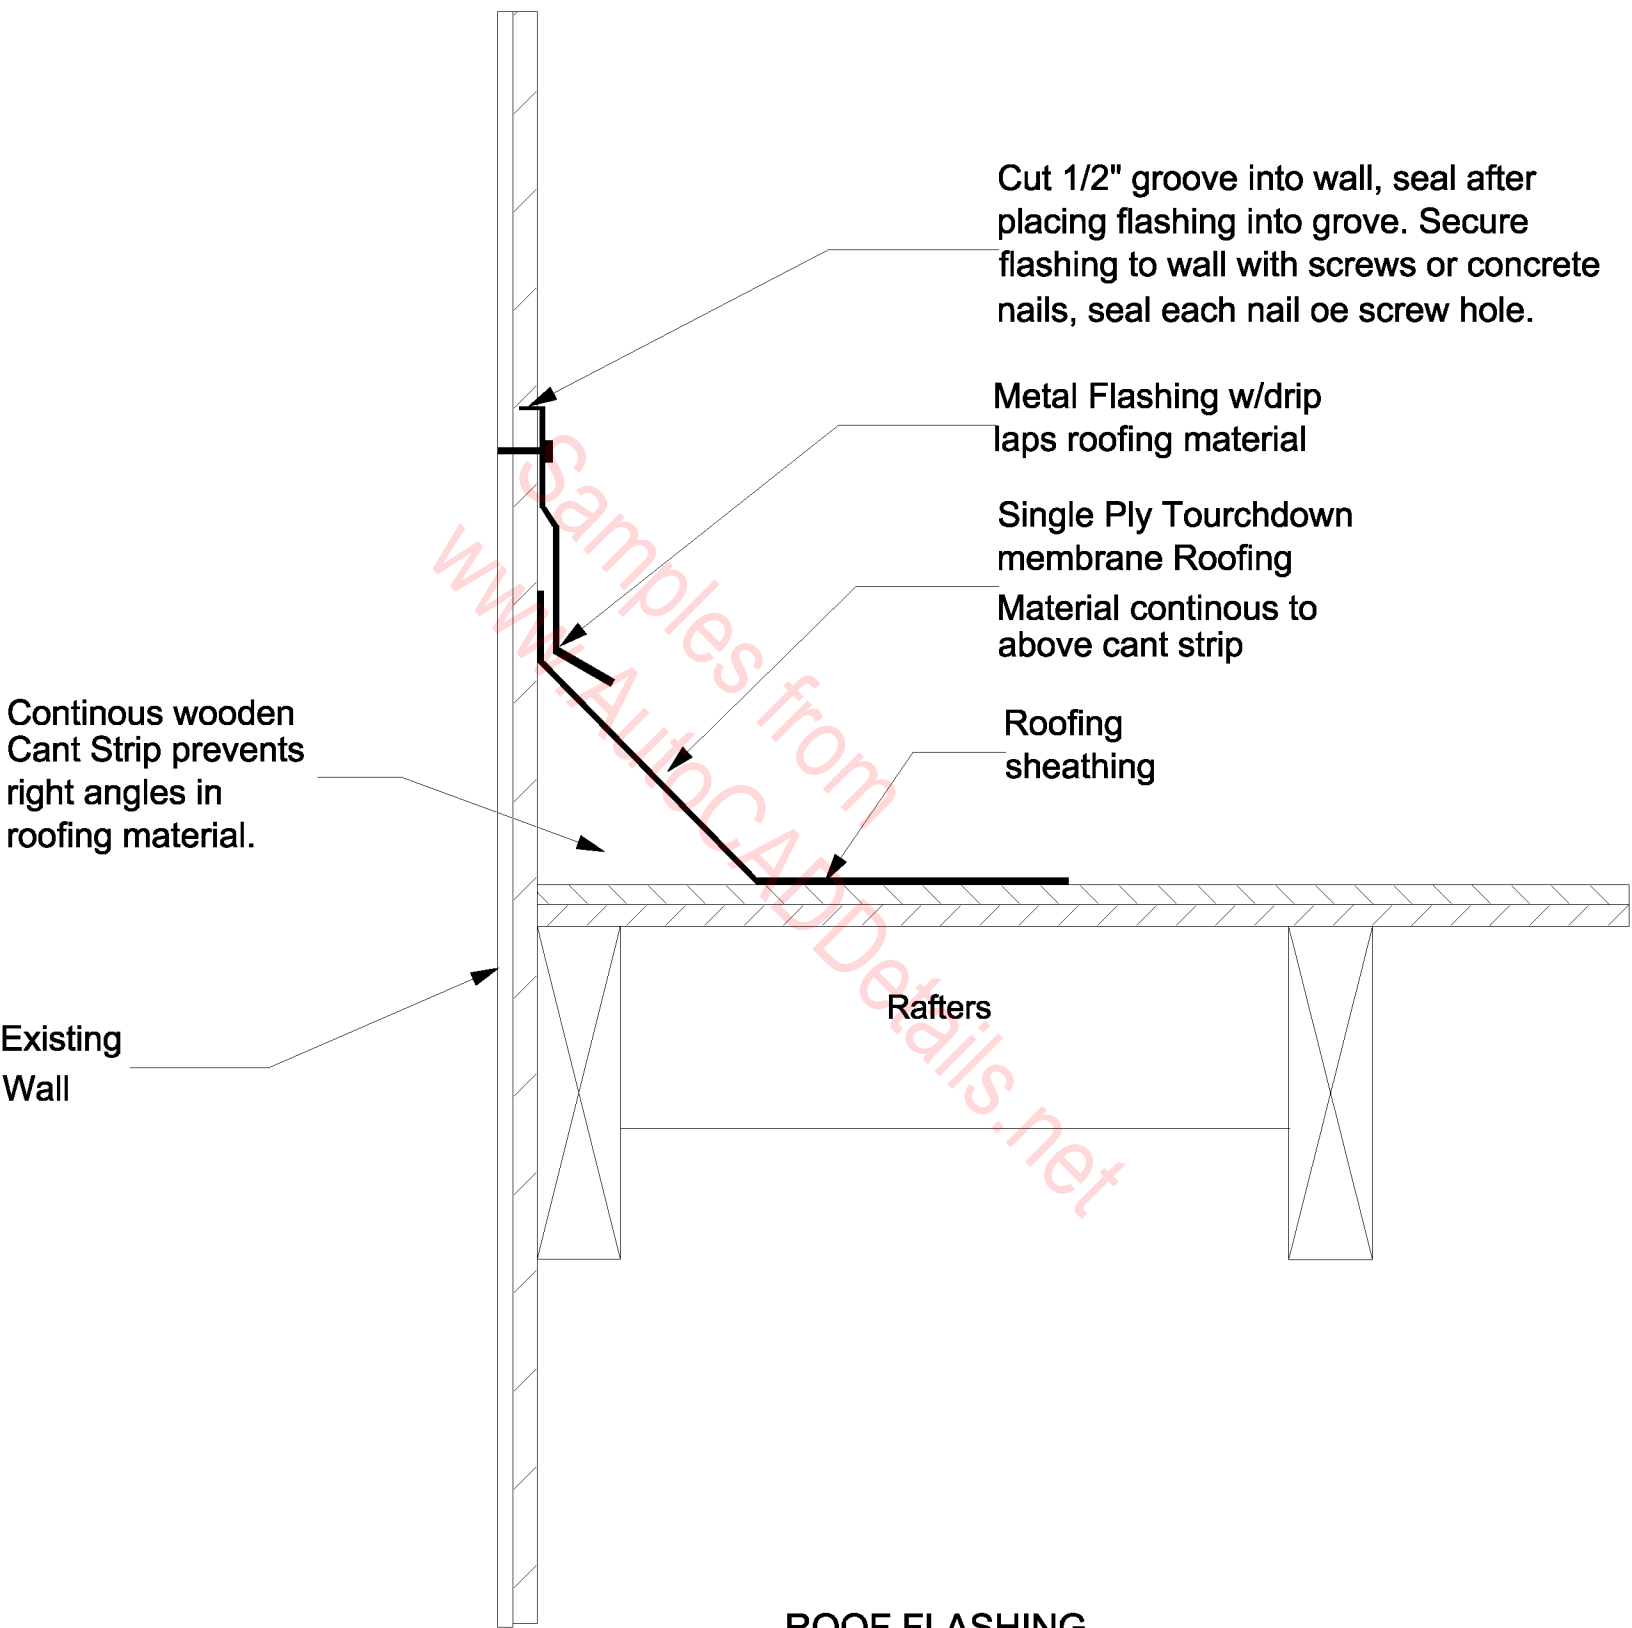 Cut 1/2" groove into wall, seal after
placing flashing into grove. Secure
flashing to wall with screws or concrete
nails, seal each nail oe screw hole.
Metal Flashing w/drip
laps roofing material
Single Ply Tourchdown
membrane Roofing
Material continous to
above cant strip
Roofing
sheathing
Continous wooden
Cant Strip prevents
right angles in
roofing material.
Existing
Wall
Rafters
Samples from
www.AutoCADDetails.net
ROOF FLASHING